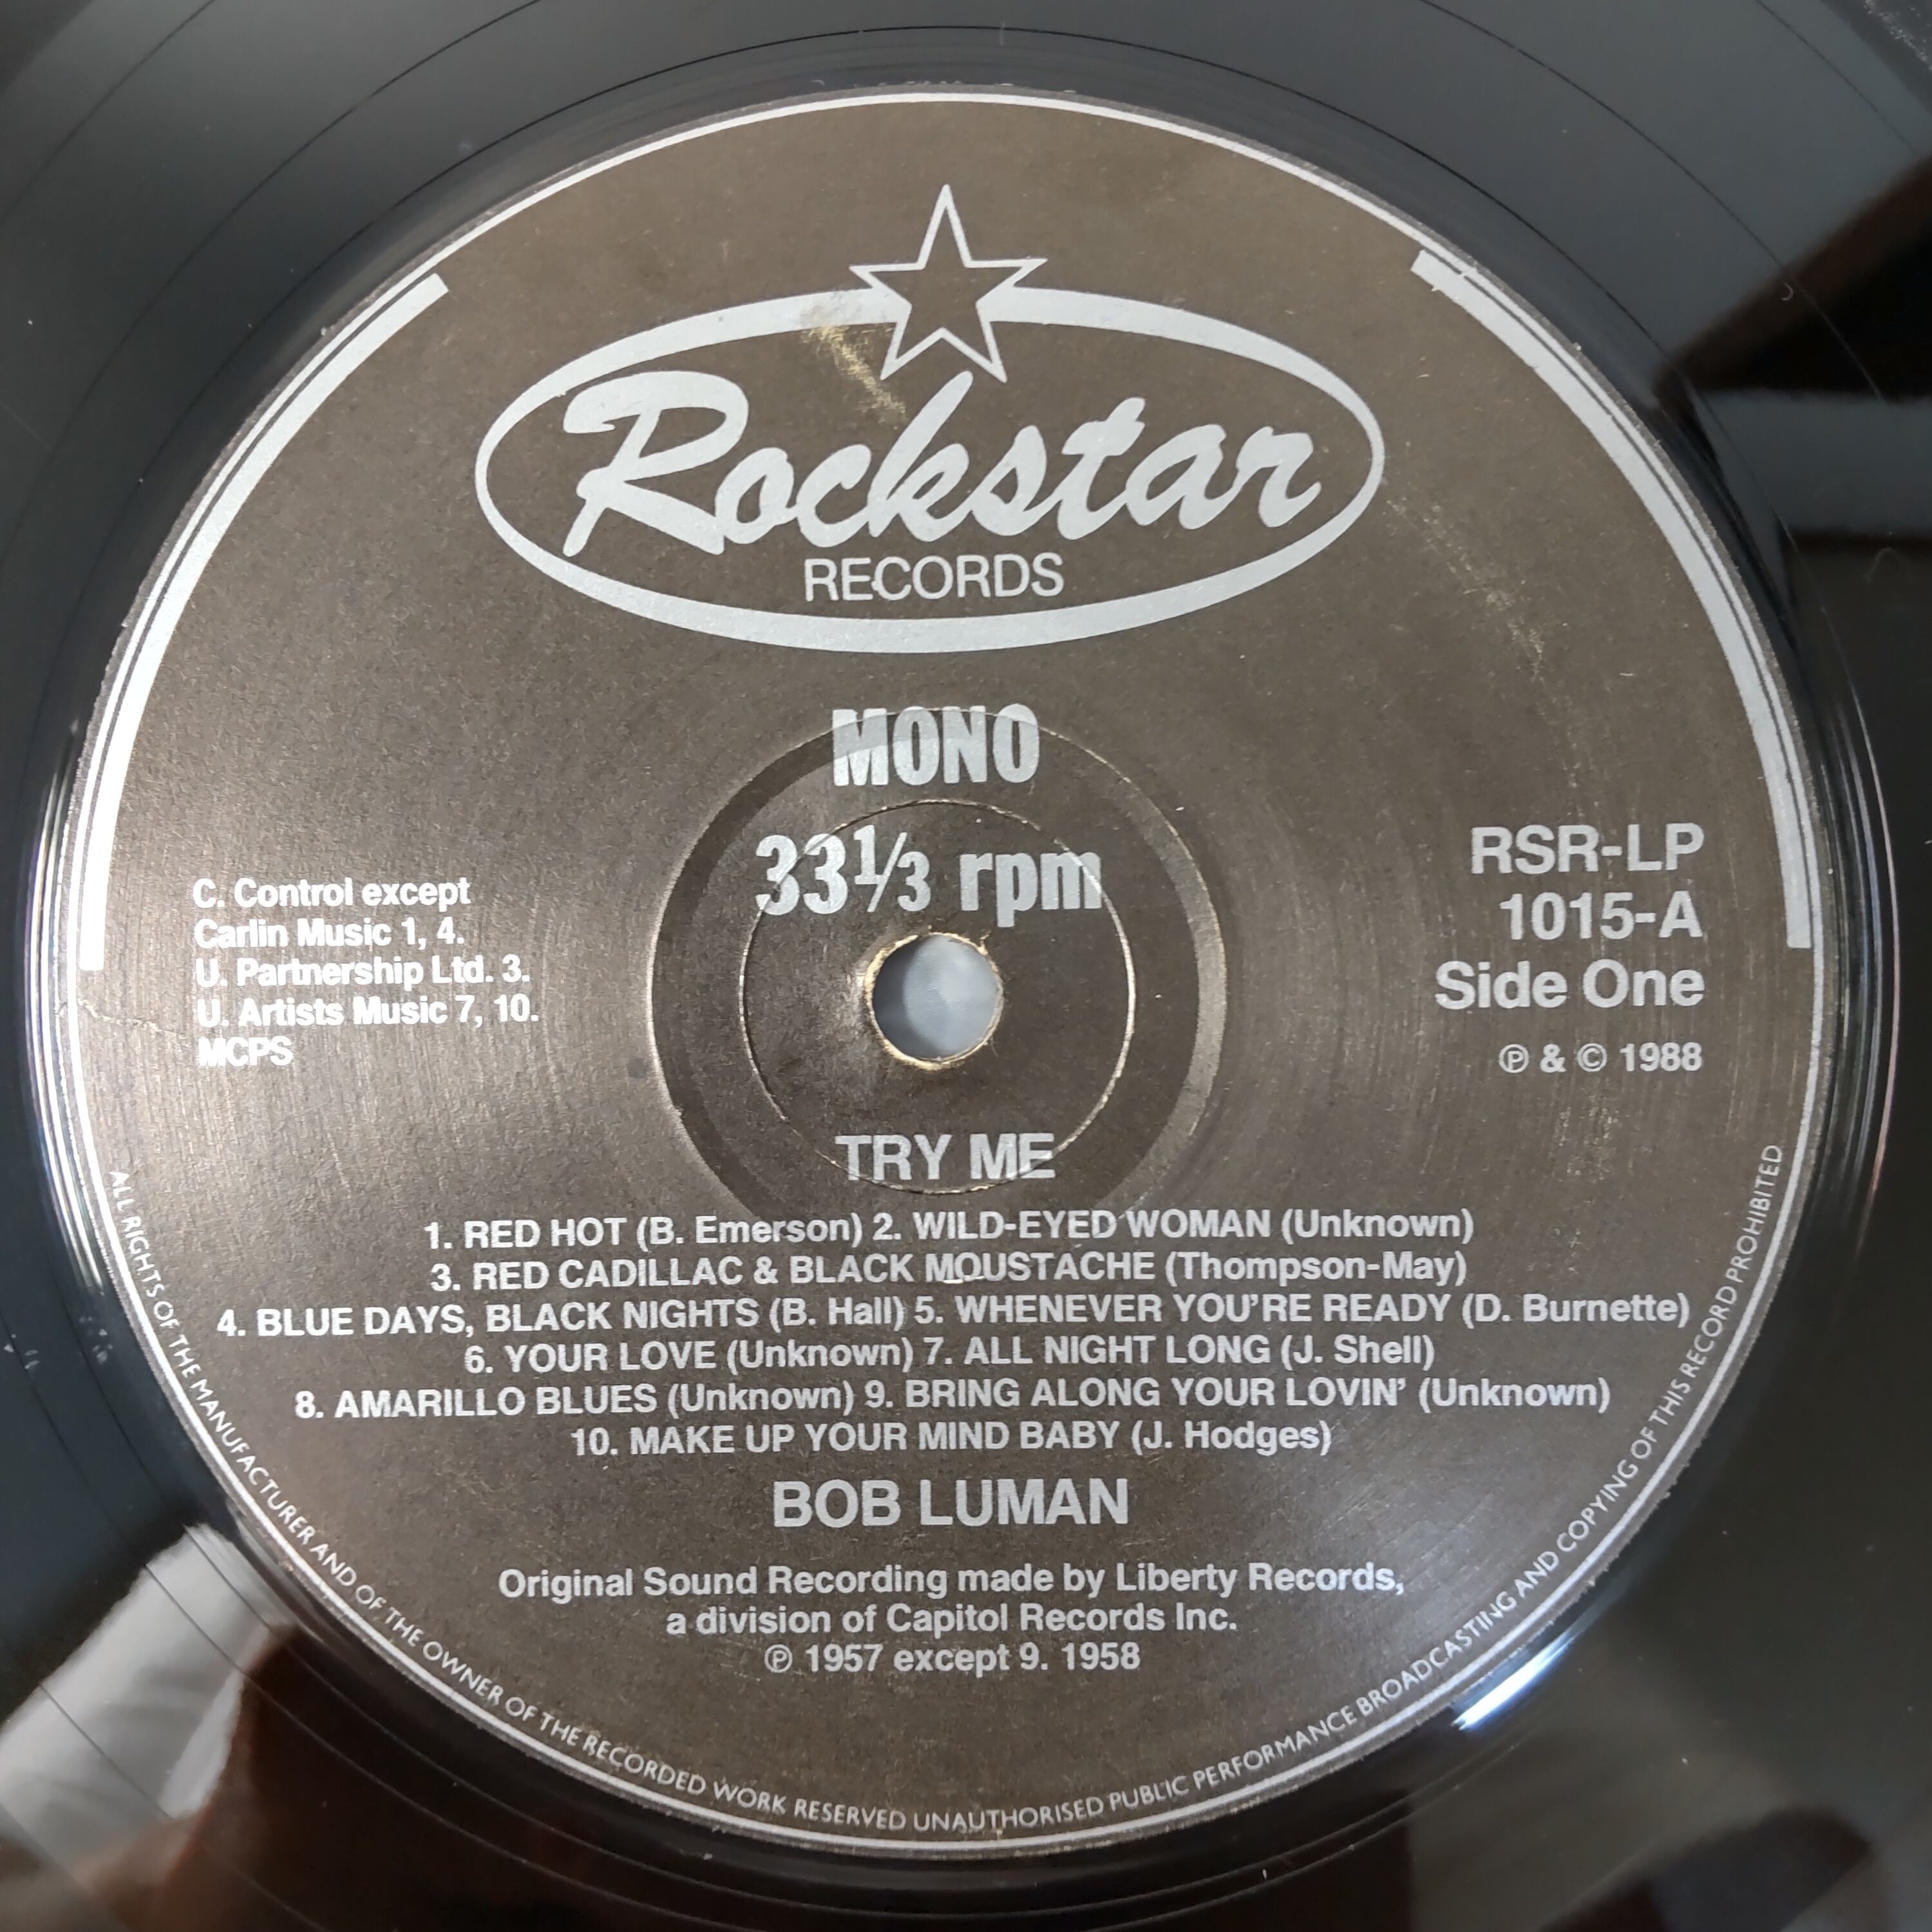 Rockstar
RECORDS
MONO
33⅓ rpm
C. Control except
Carlin Music 1, 4.
U. Partnership Ltd. 3.
U. Artists Music 7, 10.
MCPS
RSR-LP
1015-A
Side One
℗ & © 1988
TRY ME
1. RED HOT (B. Emerson) 2. WILD-EYED WOMAN (Unknown)
3. RED CADILLAC & BLACK MOUSTACHE (Thompson-May)
4. BLUE DAYS, BLACK NIGHTS (B. Hall) 5. WHENEVER YOU'RE READY (D. Burnette)
6. YOUR LOVE (Unknown) 7. ALL NIGHT LONG (J. Shell)
8. AMARILLO BLUES (Unknown) 9. BRING ALONG YOUR LOVIN' (Unknown)
10. MAKE UP YOUR MIND BABY (J. Hodges)
BOB LUMAN
Original Sound Recording made by Liberty Records,
a division of Capitol Records Inc.
℗ 1957 except 9. 1958
ALL RIGHTS OF THE MANUFACTURER AND OF THE OWNER OF THE RECORDED WORK RESERVED UNAUTHORISED PUBLIC PERFORMANCE BROADCASTING AND COPYING OF THIS RECORD PROHIBITED